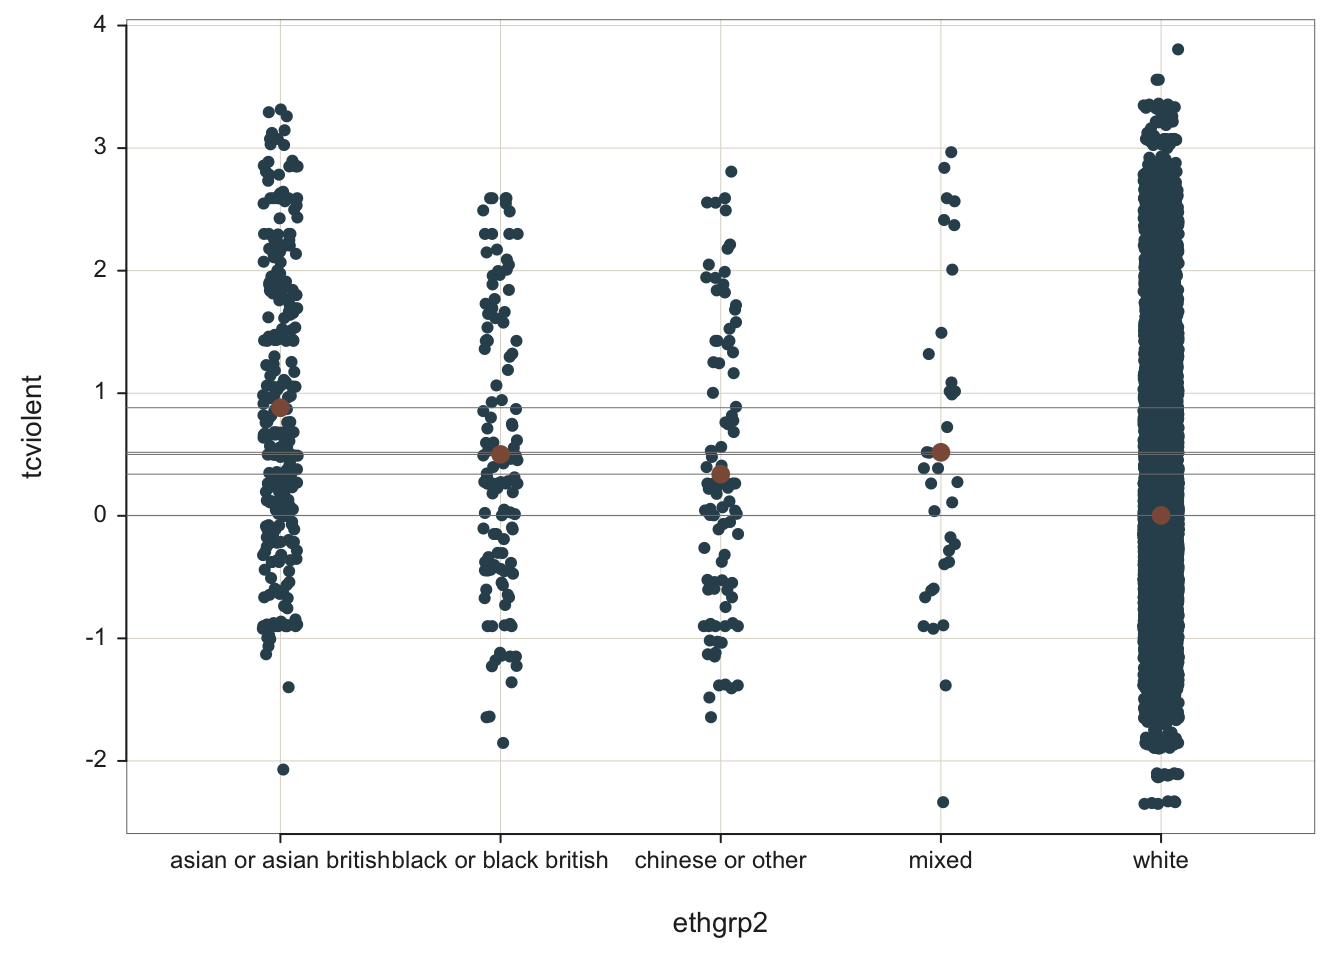 4
3
2
1
0
-1
-2
tcviolent
asian or asian british black or black british chinese or other mixed white
ethgrp2